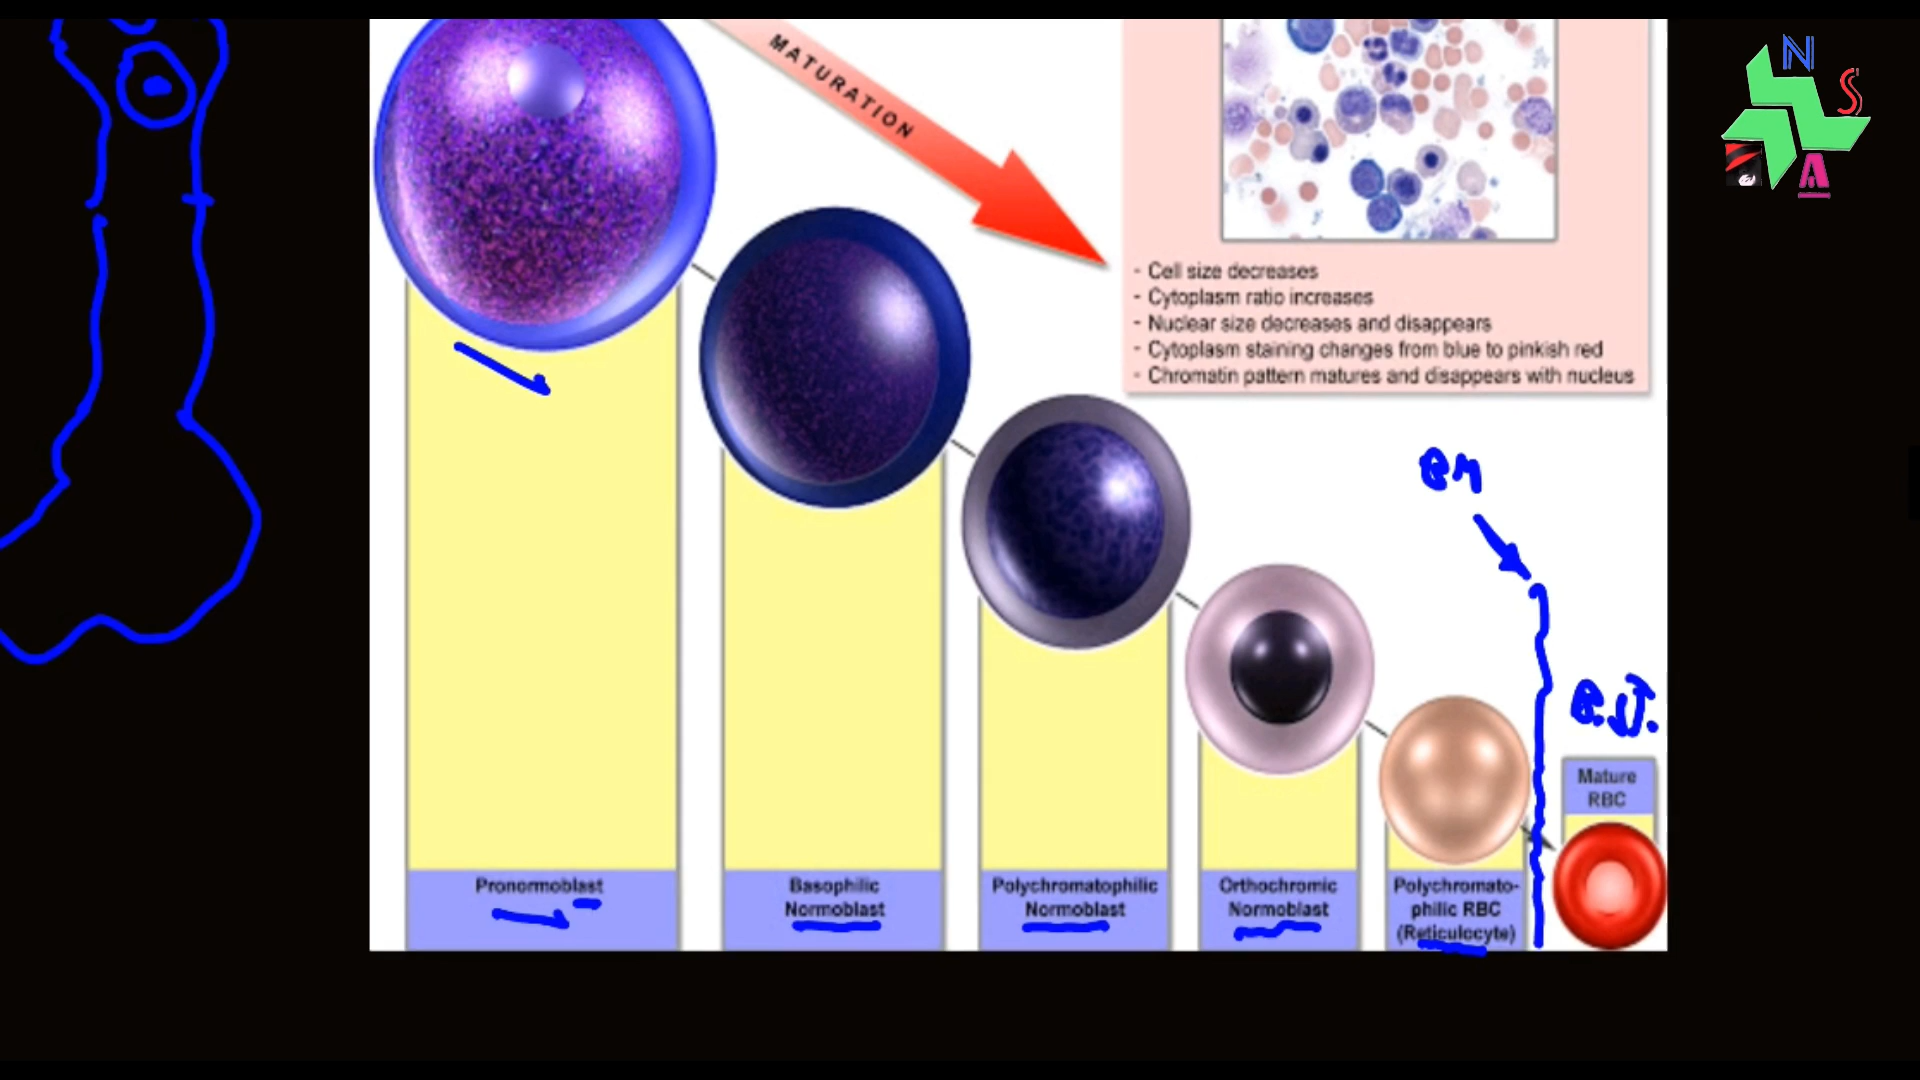 MATURATION
- Cell size decreases
- Cytoplasm ratio increases
- Nuclear size decreases and disappears
- Cytoplasm staining changes from blue to pinkish red
- Chromatin pattern matures and disappears with nucleus
N
S
A
BM
Mature
RBC
Pronormoblast
Basophilic
Normoblast
Polychromatophilic
Normoblast
Orthochromic
Normoblast
Polychromato-
philic RBC
(Reticulocyte)